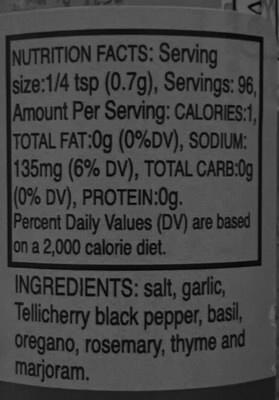 NUTRITION FACTS: Serving
size:1/4 tsp (0.7g), Servings: 96,
Amount Per Serving: CALORIES:1,
TOTAL FAT:0g (0%DV), SODIUM:
135mg (6% DV), TOTAL CARB:0g
(0% DV), PROTEIN:0g.
Percent Daily Values (DV) are based
on a 2,000 calorie diet.
INGREDIENTS: salt, garlic,
Tellicherry black pepper, basil,
oregano, rosemary, thyme and
marjoram.